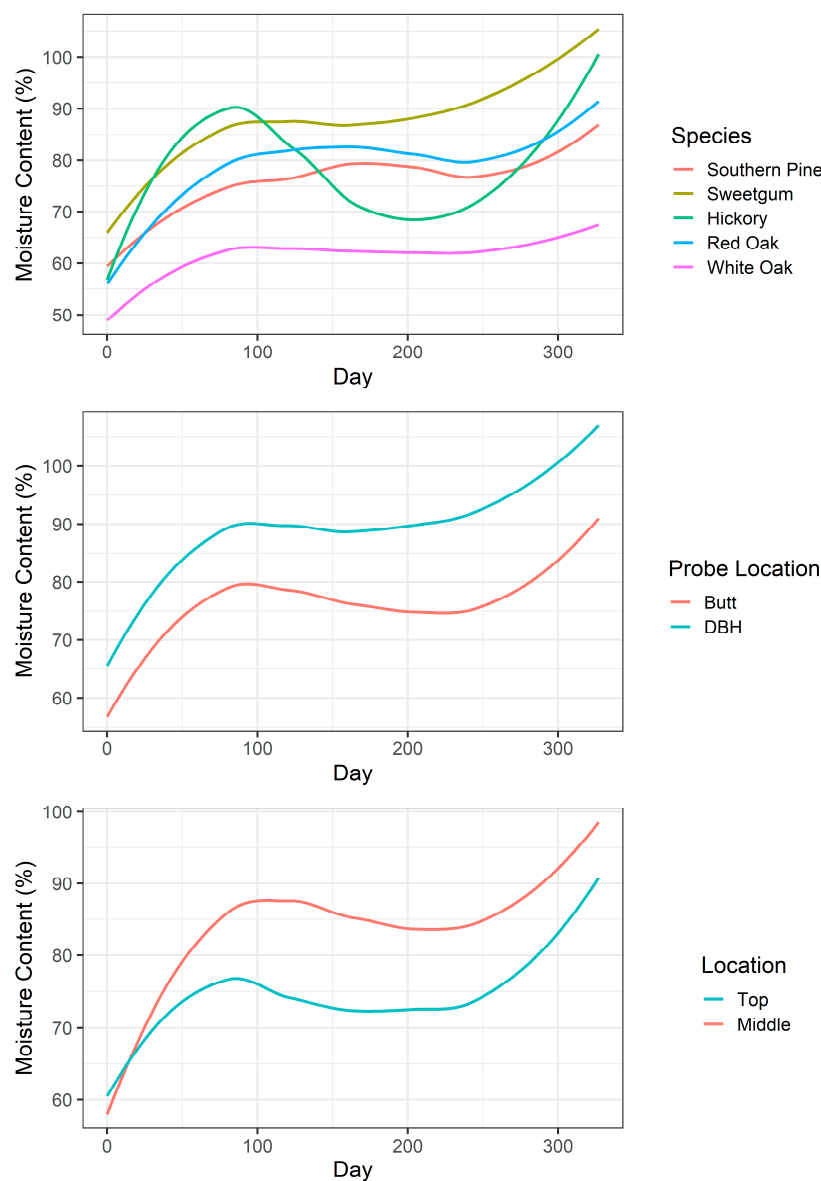 Moisture Content (%)
100
90
80
70
60
50
0 100 200 300
Day
Species
Southern Pine
Sweetgum
Hickory
Red Oak
White Oak
Moisture Content (%)
100
90
80
70
60
0 100 200 300
Day
Probe Location
Butt
DBH
Moisture Content (%)
100
90
80
70
60
0 100 200 300
Day
Location
Top
Middle